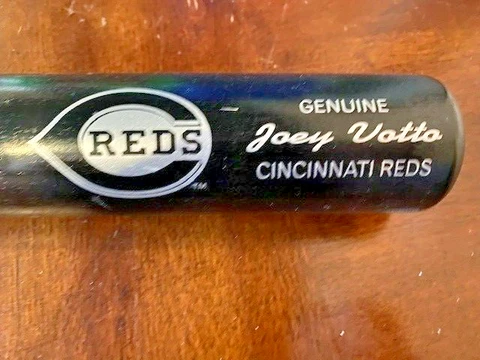 REDS
™
GENUINE
Joey Votto
CINCINNATI REDS